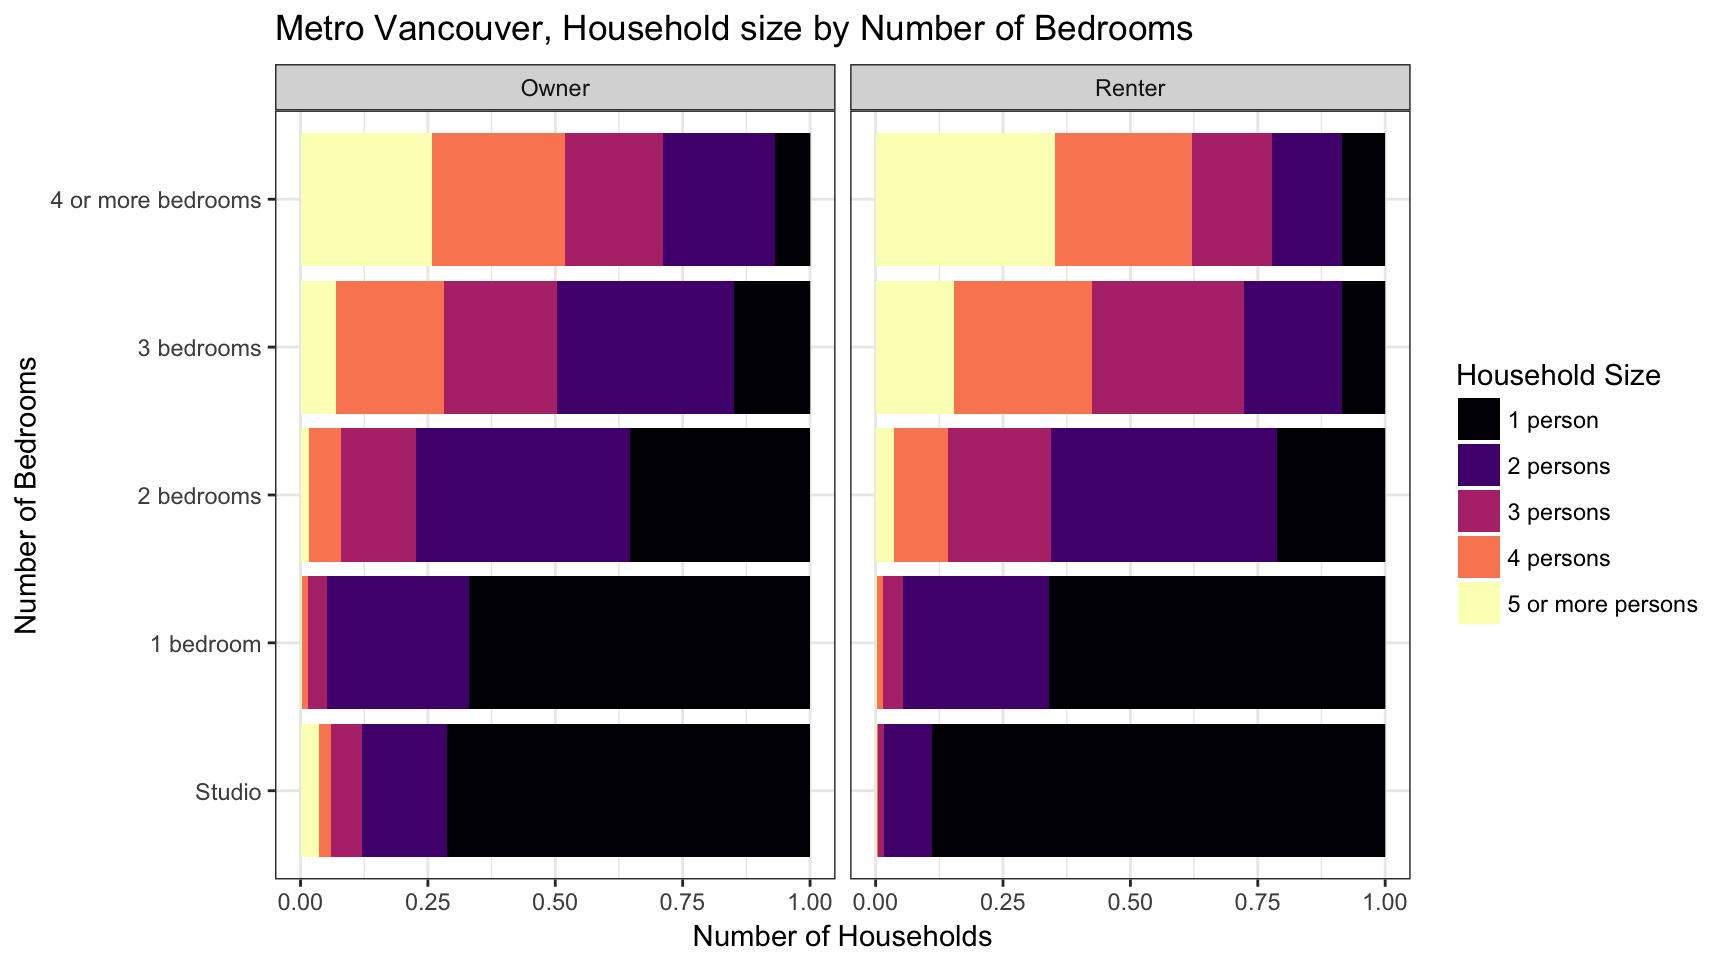 Metro Vancouver, Household size by Number of Bedrooms
Owner
Renter
Number of Bedrooms
4 or more bedrooms
3 bedrooms
2 bedrooms
1 bedroom
Studio
0.00 0.25 0.50 0.75 1.00
0.00 0.25 0.50 0.75 1.00
Number of Households
Household Size
1 person
2 persons
3 persons
4 persons
5 or more persons